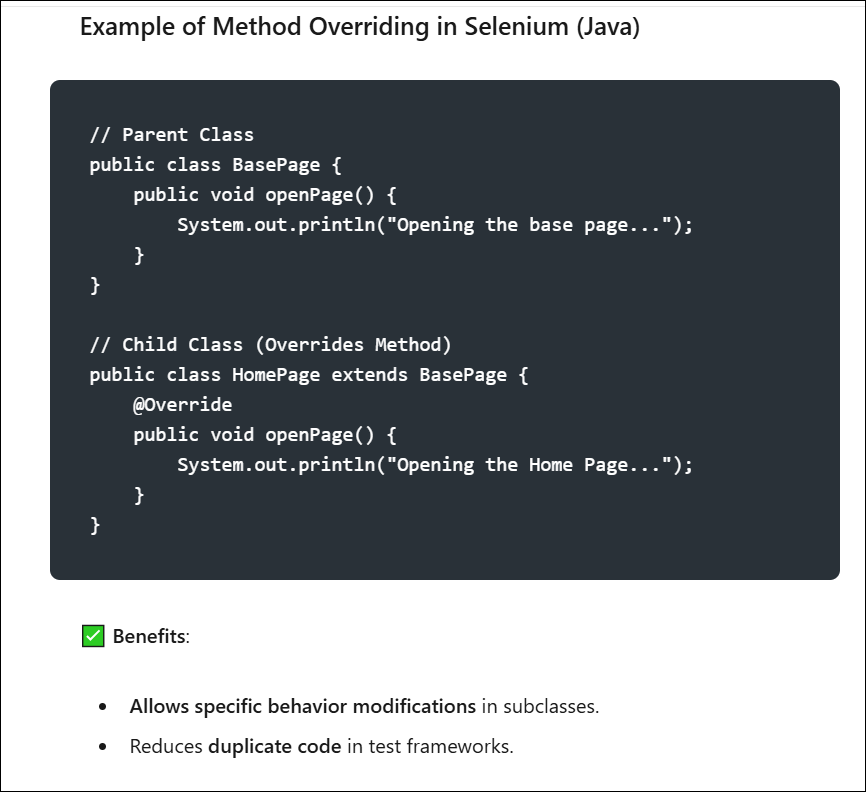 Example of Method Overriding in Selenium (Java)
// Parent Class
public class BasePage {
    public void openPage() {
        System.out.println("Opening the base page...");
    }
}
// Child Class (Overrides Method)
public class HomePage extends BasePage {
    @Override
    public void openPage() {
        System.out.println("Opening the Home Page...");
    }
}
✅ Benefits:
• Allows specific behavior modifications in subclasses.
• Reduces duplicate code in test frameworks.